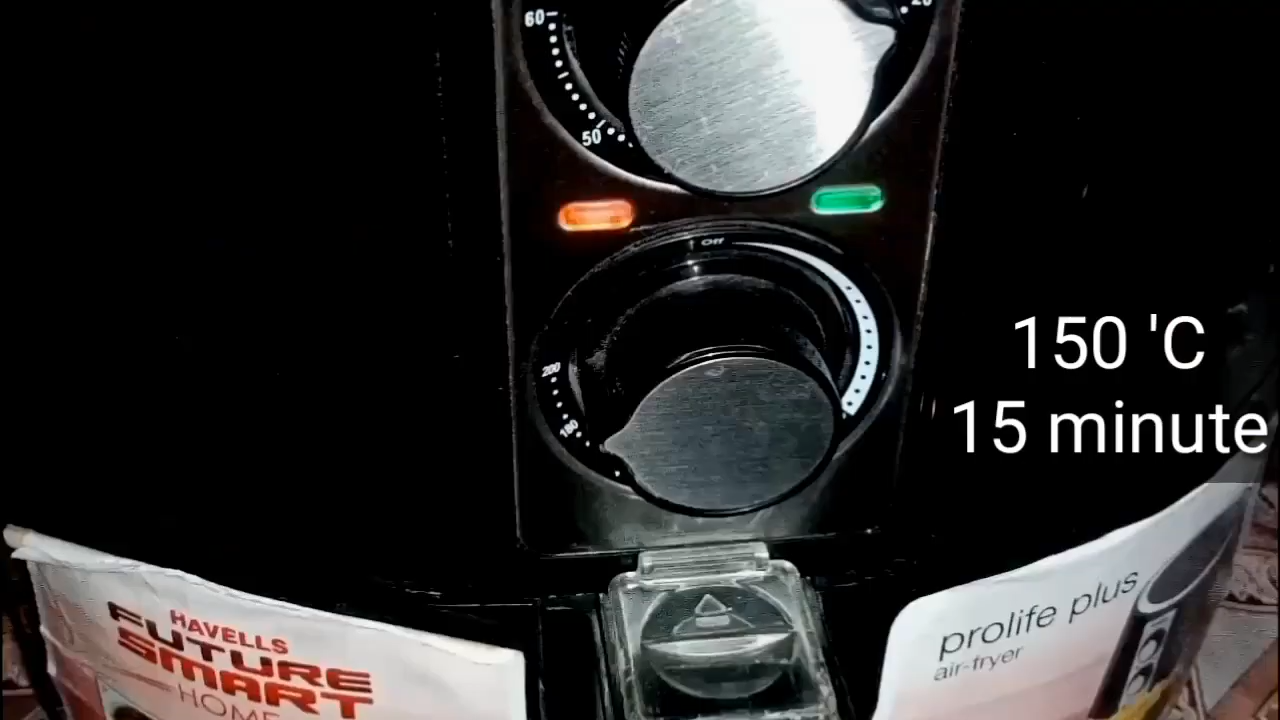 20
60
50
Off
200
180
150 'C
15 minute
HAVELLS
FUTURE
SMART
HOME
prolife plus
air-fryer